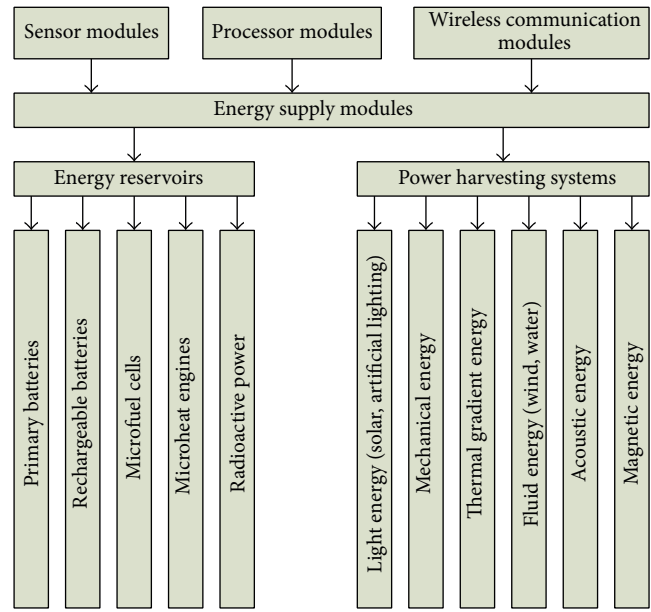 Sensor modules
Processor modules
Wireless communication
modules
Energy supply modules
Energy reservoirs
Power harvesting systems
Primary batteries
Rechargeable batteries
Microfuel cells
Microheat engines
Radioactive power
Light energy (solar, artificial lighting)
Mechanical energy
Thermal gradient energy
Fluid energy (wind, water)
Acoustic energy
Magnetic energy